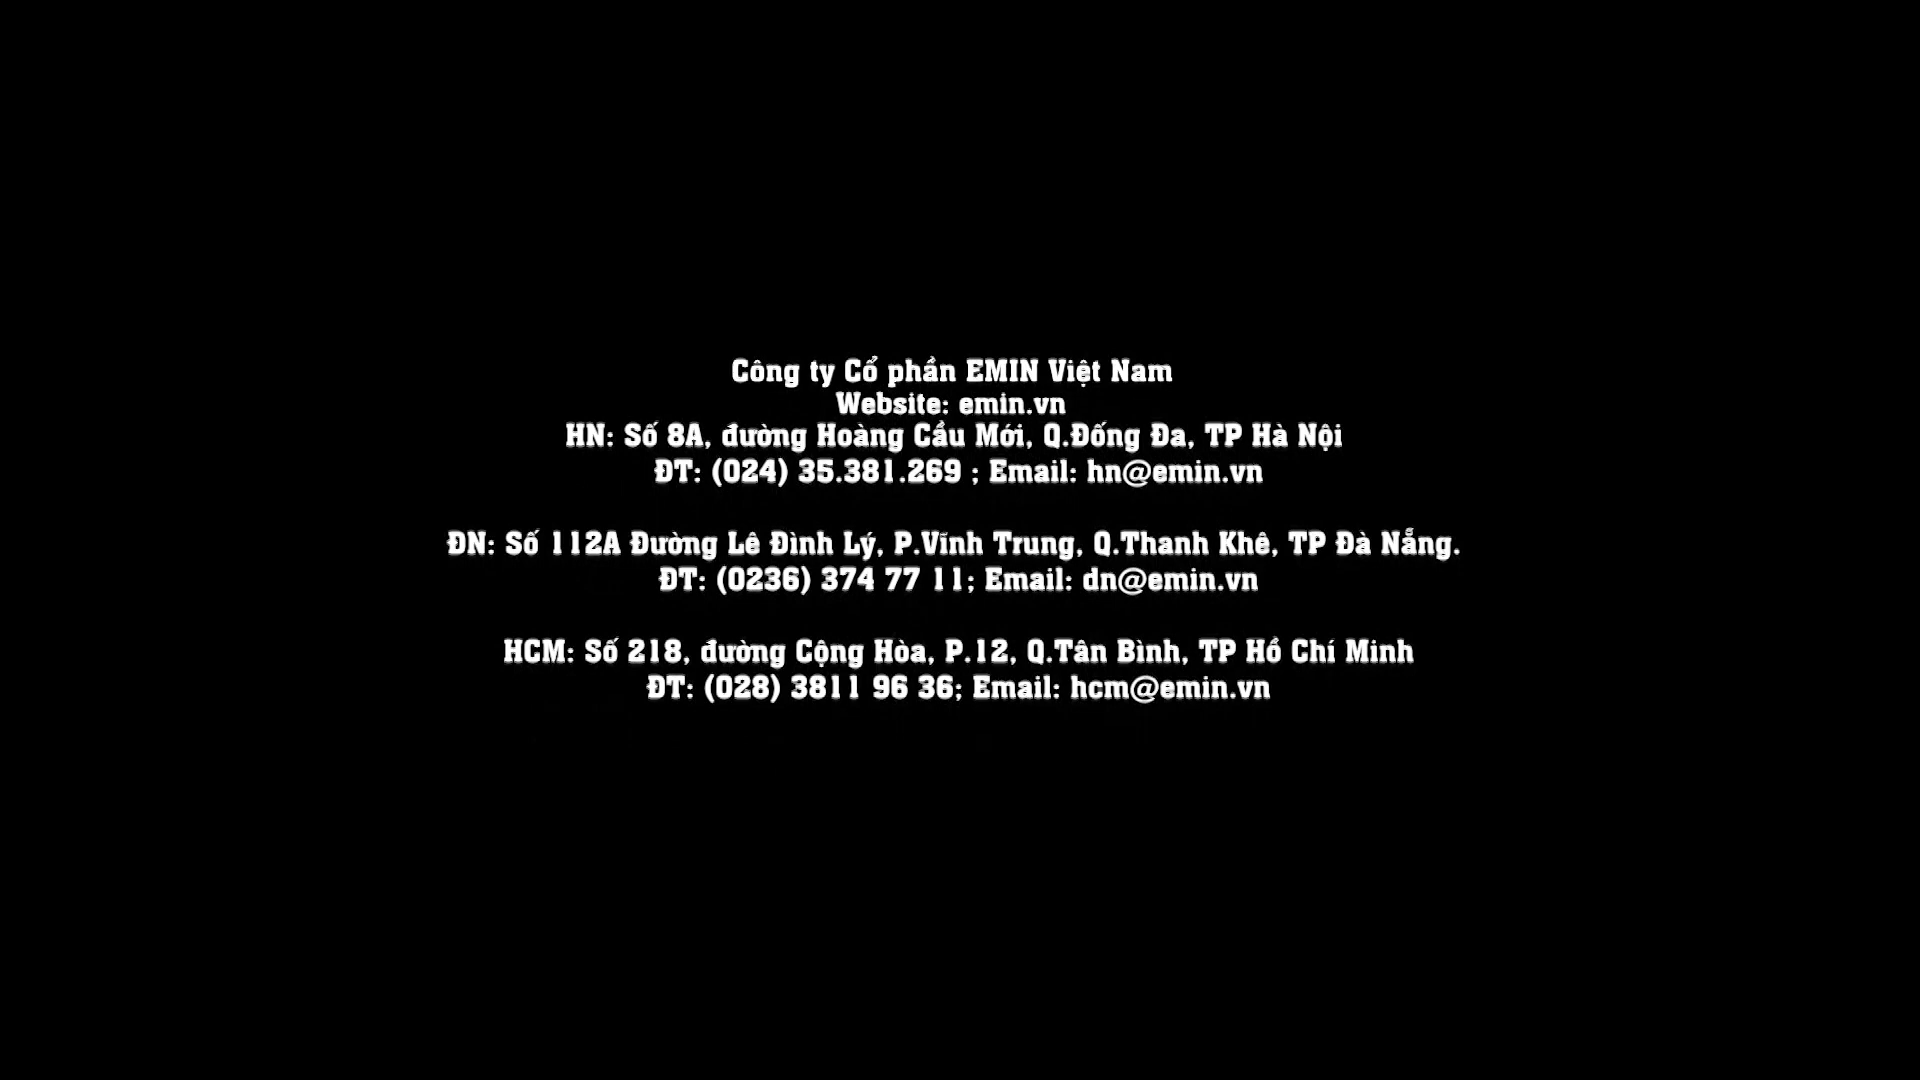 Công ty Cổ phần EMIN Việt Nam
Website: emin.vn
HN: Số 8A, đường Hoàng Cầu Mới, Q.Đống Đa, TP Hà Nội
ĐT: (024) 35.381.269 ; Email: hn@emin.vn
ĐN: Số 112A Đường Lê Đình Lý, P.Vĩnh Trung, Q.Thanh Khê, TP Đà Nẵng.
ĐT: (0236) 374 77 11; Email: dn@emin.vn
HCM: Số 218, đường Cộng Hòa, P.12, Q.Tân Bình, TP Hồ Chí Minh
ĐT: (028) 3811 96 36; Email: hcm@emin.vn